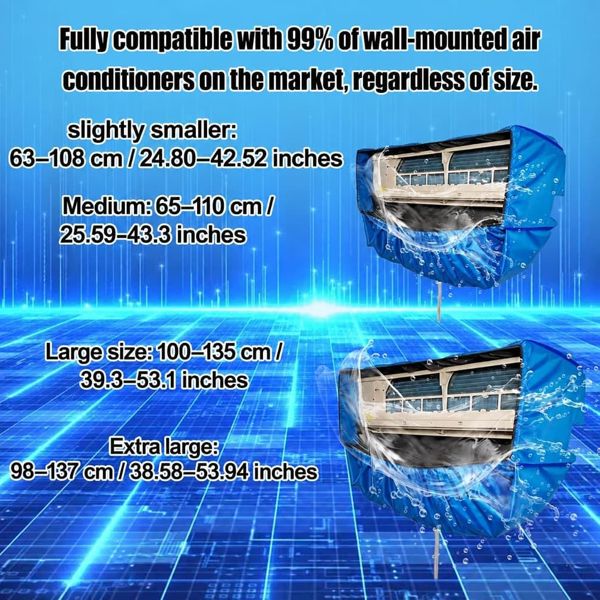 Fully compatible with 99% of wall-mounted air
conditioners on the market, regardless of size.
slightly smaller:
63–108 cm / 24.80–42.52 inches
Medium: 65–110 cm /
25.59–43.3 inches
Large size: 100–135 cm /
39.3–53.1 inches
Extra large:
98–137 cm / 38.58–53.94 inches